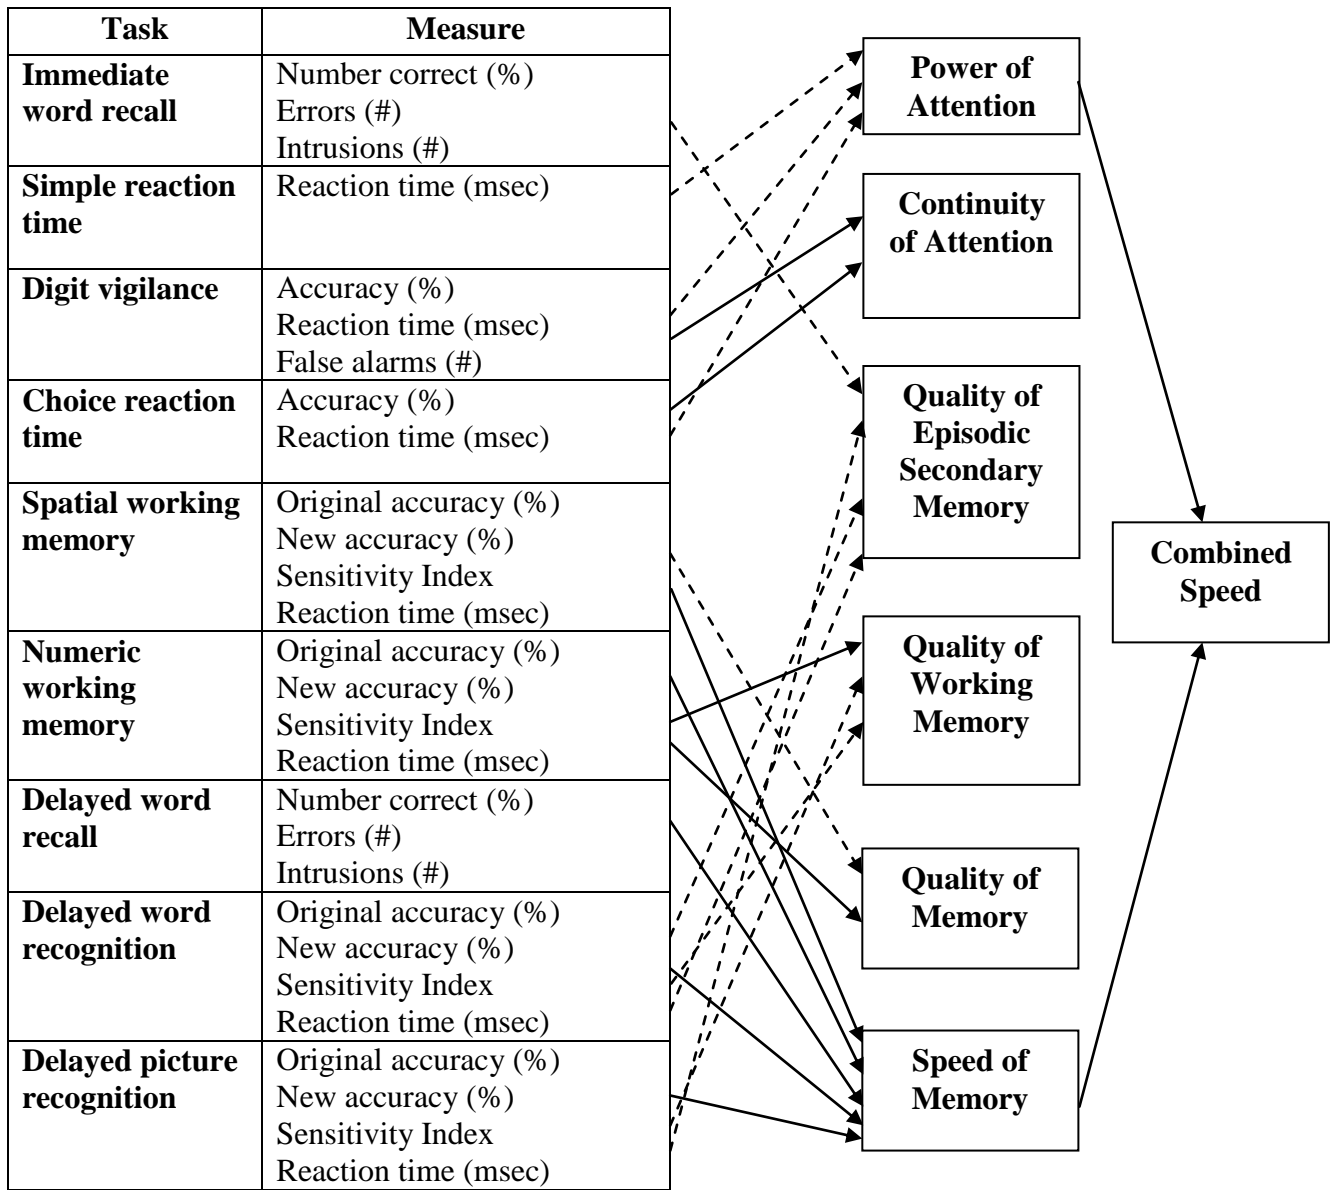 Task
Measure
Immediate
word recall
Number correct (%)
Errors (#)
Intrusions (#)
Simple reaction
time
Reaction time (msec)
Digit vigilance
Accuracy (%)
Reaction time (msec)
False alarms (#)
Choice reaction
time
Accuracy (%)
Reaction time (msec)
Spatial working
memory
Original accuracy (%)
New accuracy (%)
Sensitivity Index
Reaction time (msec)
Numeric
working
memory
Original accuracy (%)
New accuracy (%)
Sensitivity Index
Reaction time (msec)
Delayed word
recall
Number correct (%)
Errors (#)
Intrusions (#)
Delayed word
recognition
Original accuracy (%)
New accuracy (%)
Sensitivity Index
Reaction time (msec)
Delayed picture
recognition
Original accuracy (%)
New accuracy (%)
Sensitivity Index
Reaction time (msec)
Power of
Attention
Continuity
of Attention
Quality of
Episodic
Secondary
Memory
Quality of
Working
Memory
Quality of
Memory
Speed of
Memory
Combined
Speed